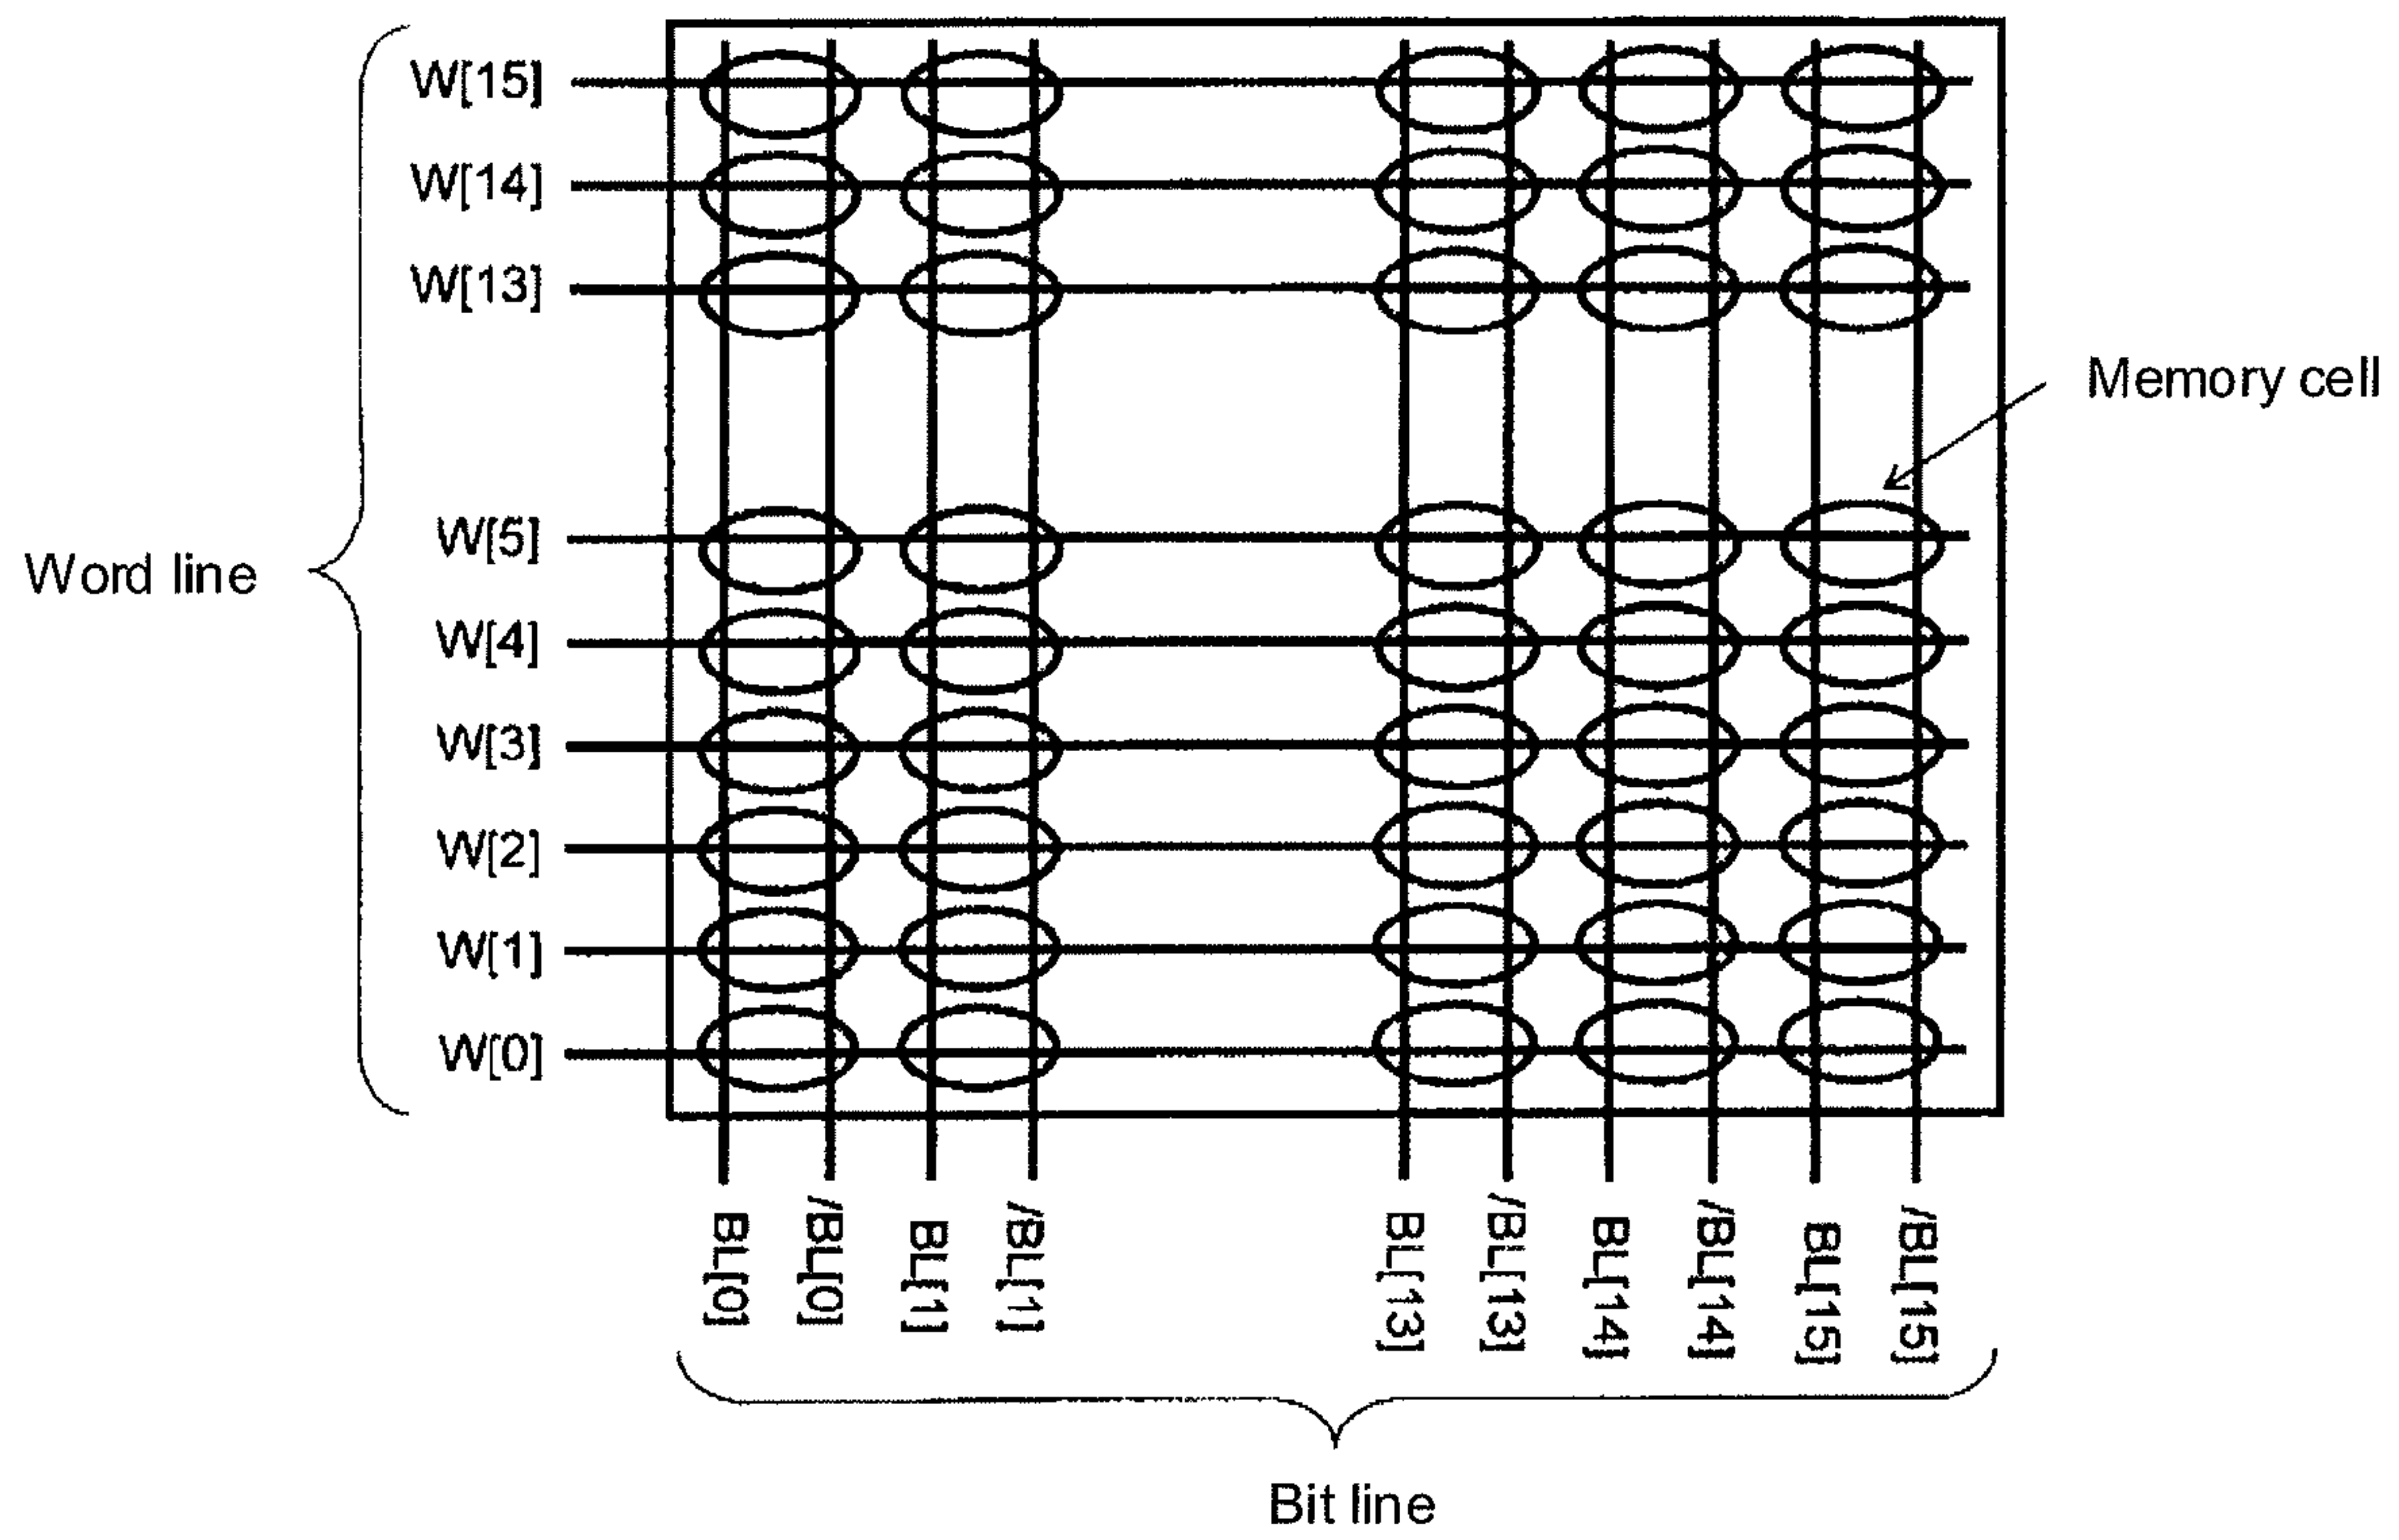 W[15]
W[14]
W[13]
Memory cell
W[5]
Word line
W[4]
W[3]
W[2]
W[1]
W[0]
BL[0]
/BL[0]
BL[1]
/BL[1]
BL[13]
/BL[13]
BL[14]
/BL[14]
BL[15]
/BL[15]
Bit line